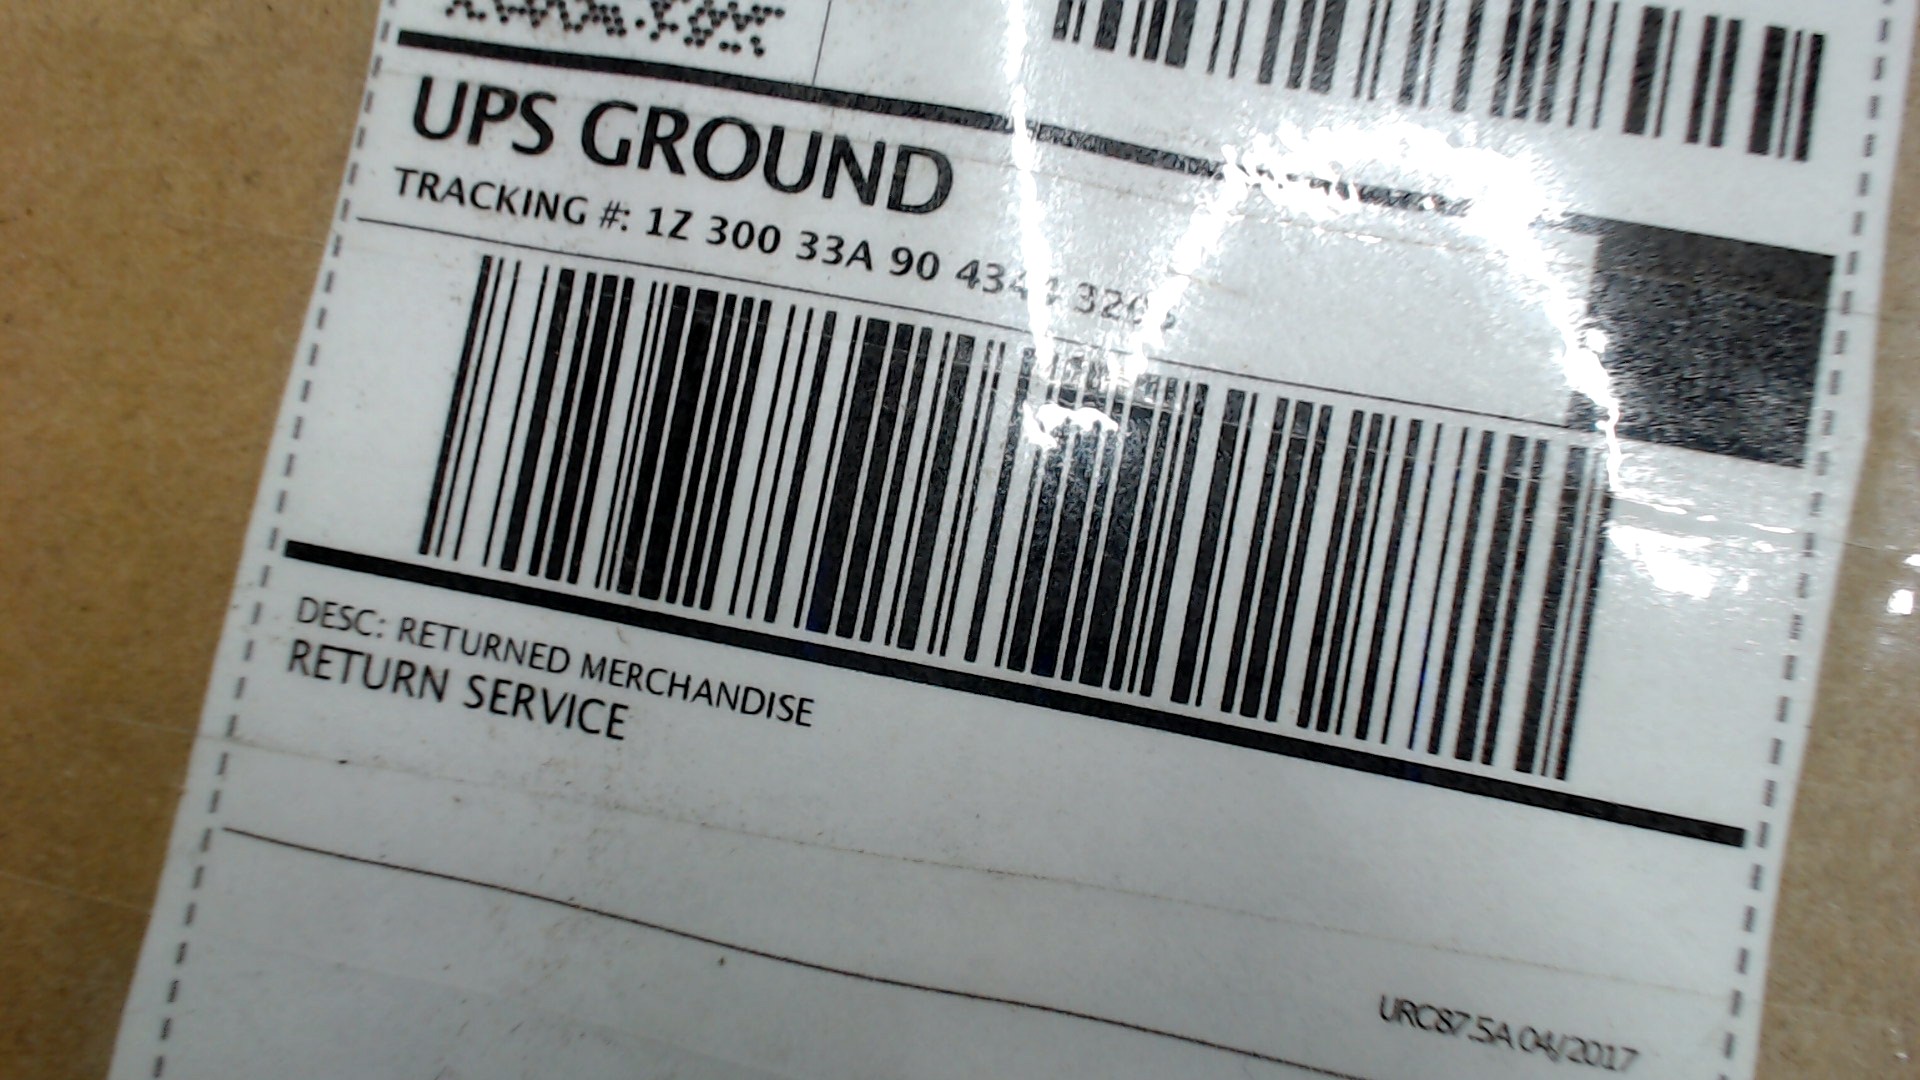 UPS GROUND
TRACKING #: 1Z 300 33A 90
DESC: RETURNED MERCHANDISE
RETURN SERVICE
URC87.5A 04/2017